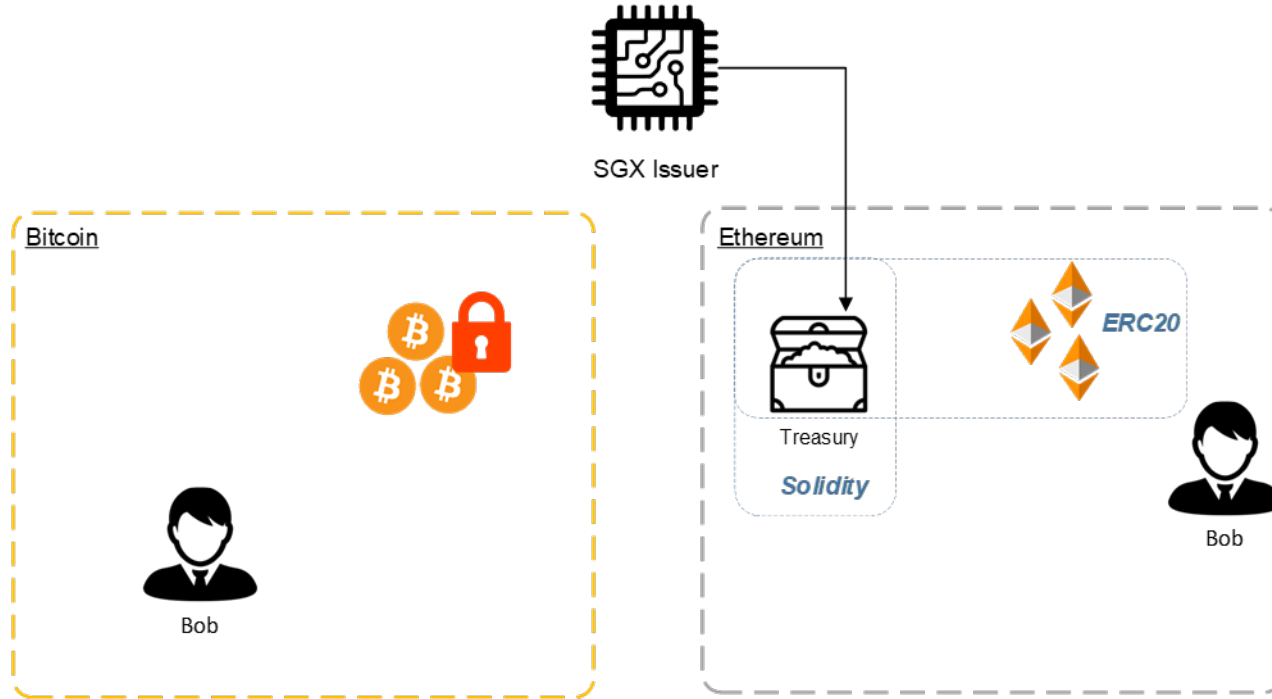 SGX Issuer
Bitcoin
Ethereum
ERC20
Treasury
Solidity
Bob
Bob